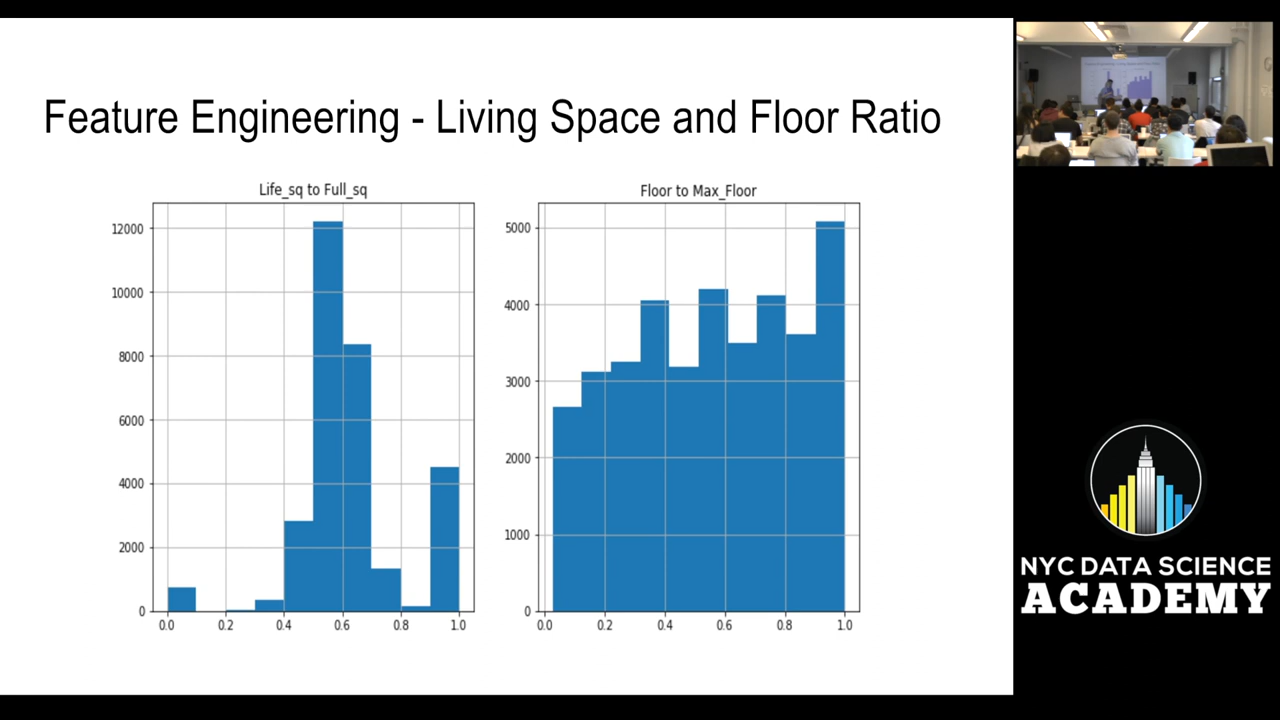 Feature Engineering - Living Space and Floor Ratio
Life_sq to Full_sq
12000
10000
8000
6000
4000
2000
0
0.0 0.2 0.4 0.6 0.8 1.0
Floor to Max_Floor
5000
4000
3000
2000
1000
0
0.0 0.2 0.4 0.6 0.8 1.0
NYC DATA SCIENCE
ACADEMY